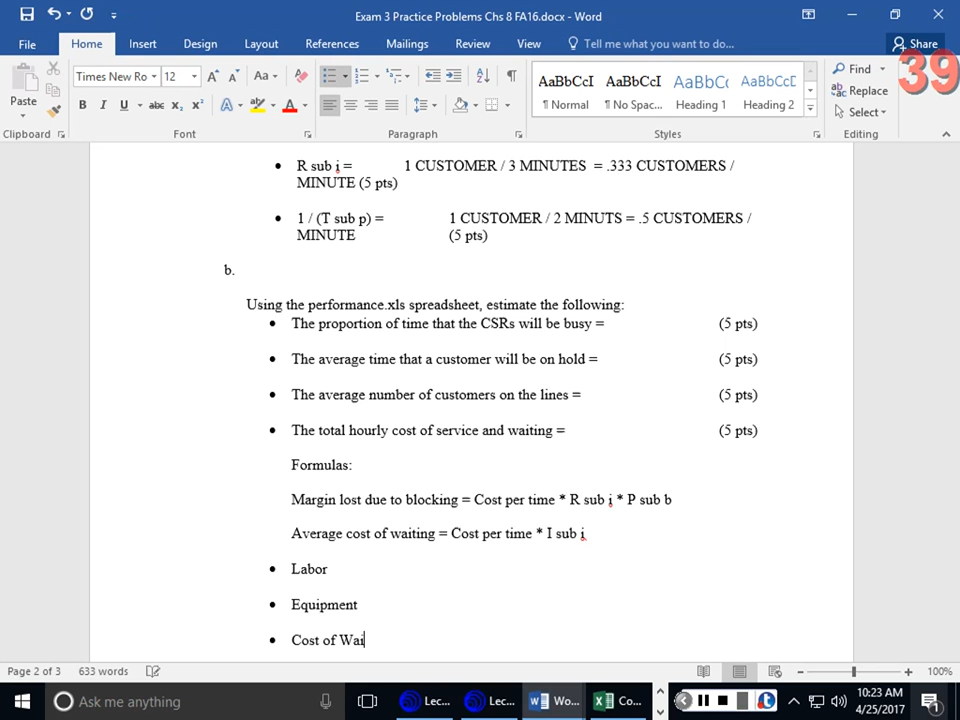 Exam 3 Practice Problems Chs 8 FA16.docx - Word
File Home Insert Design Layout References Mailings Review View Tell me what you want to do... Share
39
Paste
Times New Ro 12 A A Aa
B I U abc x₂ x² A A
AaBbCcI AaBbCcI AaBbCc AaBbCcD
¶ Normal ¶ No Spac... Heading 1 Heading 2
Find
Replace
Select
Clipboard Font Paragraph Styles Editing
• R sub i = 1 CUSTOMER / 3 MINUTES = .333 CUSTOMERS /
MINUTE (5 pts)
• 1 / (T sub p) = 1 CUSTOMER / 2 MINUTS = .5 CUSTOMERS /
MINUTE (5 pts)
b.
Using the performance.xls spreadsheet, estimate the following:
• The proportion of time that the CSRs will be busy = (5 pts)
• The average time that a customer will be on hold = (5 pts)
• The average number of customers on the lines = (5 pts)
• The total hourly cost of service and waiting = (5 pts)
Formulas:
Margin lost due to blocking = Cost per time * R sub i * P sub b
Average cost of waiting = Cost per time * I sub i
• Labor
• Equipment
• Cost of Wai
Page 2 of 3 633 words 100%
Ask me anything Lec... Lec... Wo... Co... 10:23 AM
4/25/2017
1